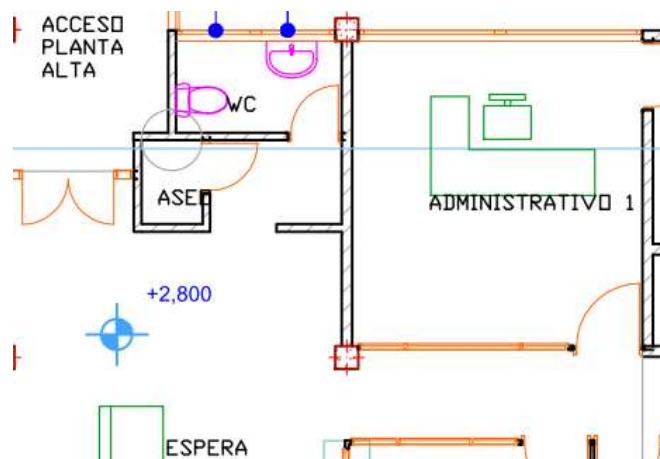 ACCESO
PLANTA
ALTA
WC
ASEO
ADMINISTRATIVO 1
+2,800
ESPERA